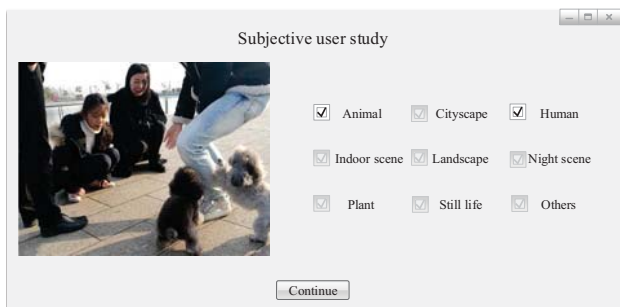 Subjective user study
Animal Cityscape Human
Indoor scene Landscape Night scene
Plant Still life Others
Continue